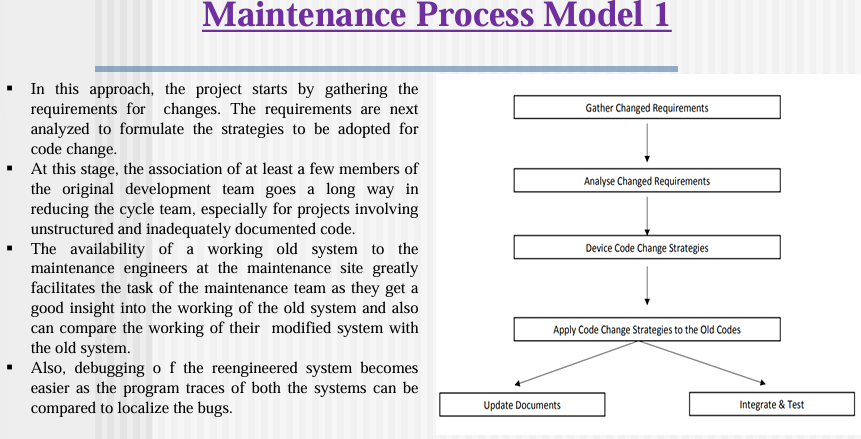 Maintenance Process Model 1
▪ In this approach, the project starts by gathering the
requirements for changes. The requirements are next
analyzed to formulate the strategies to be adopted for
code change.
▪ At this stage, the association of at least a few members of
the original development team goes a long way in
reducing the cycle team, especially for projects involving
unstructured and inadequately documented code.
▪ The availability of a working old system to the
maintenance engineers at the maintenance site greatly
facilitates the task of the maintenance team as they get a
good insight into the working of the old system and also
can compare the working of their modified system with
the old system.
▪ Also, debugging o f the reengineered system becomes
easier as the program traces of both the systems can be
compared to localize the bugs.
Gather Changed Requirements
Analyse Changed Requirements
Device Code Change Strategies
Apply Code Change Strategies to the Old Codes
Update Documents
Integrate & Test